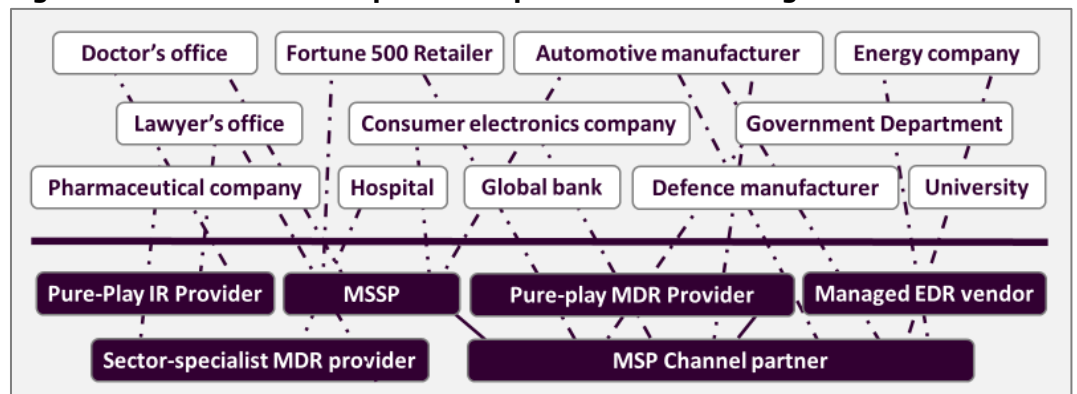 Doctor's office
Fortune 500 Retailer
Automotive manufacturer
Energy company
Lawyer's office
Consumer electronics company
Government Department
Pharmaceutical company
Hospital
Global bank
Defence manufacturer
University
Pure-Play IR Provider
MSSP
Pure-play MDR Provider
Managed EDR vendor
Sector-specialist MDR provider
MSP Channel partner